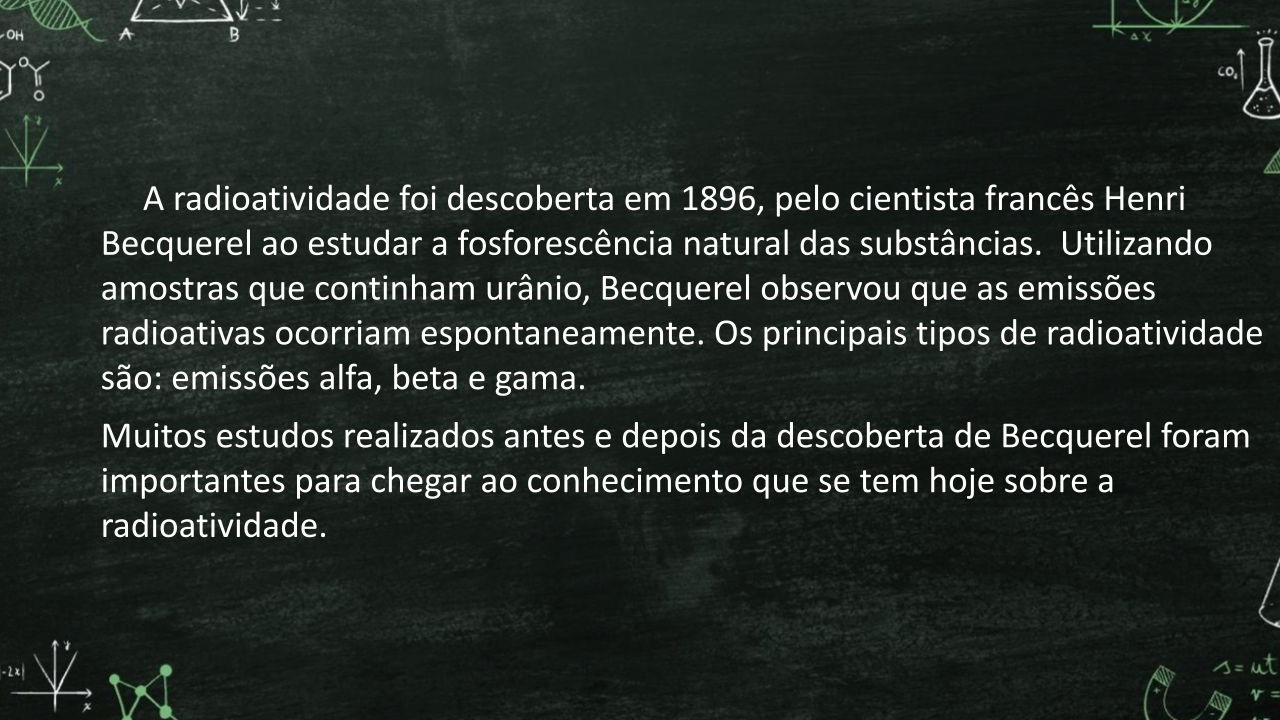 OH
A B
O
O
y
x
Δx
CO₂
A radioatividade foi descoberta em 1896, pelo cientista francês Henri
Becquerel ao estudar a fosforescência natural das substâncias.  Utilizando
amostras que continham urânio, Becquerel observou que as emissões
radioativas ocorriam espontaneamente. Os principais tipos de radioatividade
são: emissões alfa, beta e gama.
Muitos estudos realizados antes e depois da descoberta de Becquerel foram
importantes para chegar ao conhecimento que se tem hoje sobre a
radioatividade.
-2x|
y
x
+
-
s=ut
v=